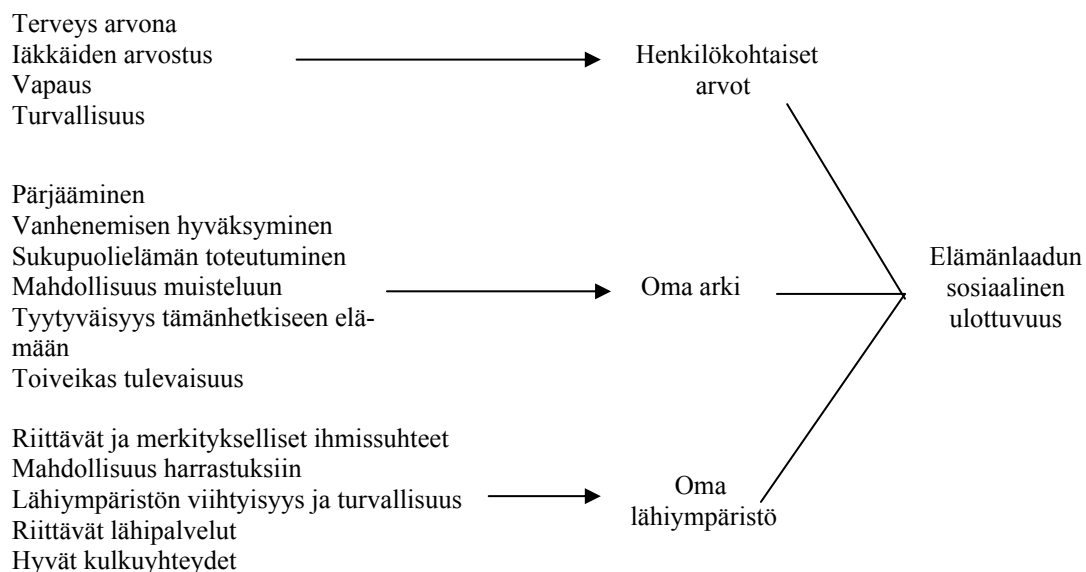 Terveys arvona
Iäkkäiden arvostus
Vapaus
Turvallisuus
Henkilökohtaiset
arvot
Pärjääminen
Vanhenemisen hyväksyminen
Sukupuolielämän toteutuminen
Mahdollisuus muisteluun
Tyytyväisyys tämänhetkiseen elä-
mään
Toiveikas tulevaisuus
Oma arki
Elämänlaadun
sosiaalinen
ulottuvuus
Riittävät ja merkitykselliset ihmissuhteet
Mahdollisuus harrastuksiin
Lähiympäristön viihtyisyys ja turvallisuus
Riittävät lähipalvelut
Hyvät kulkuyhteydet
Oma
lähiympäristö